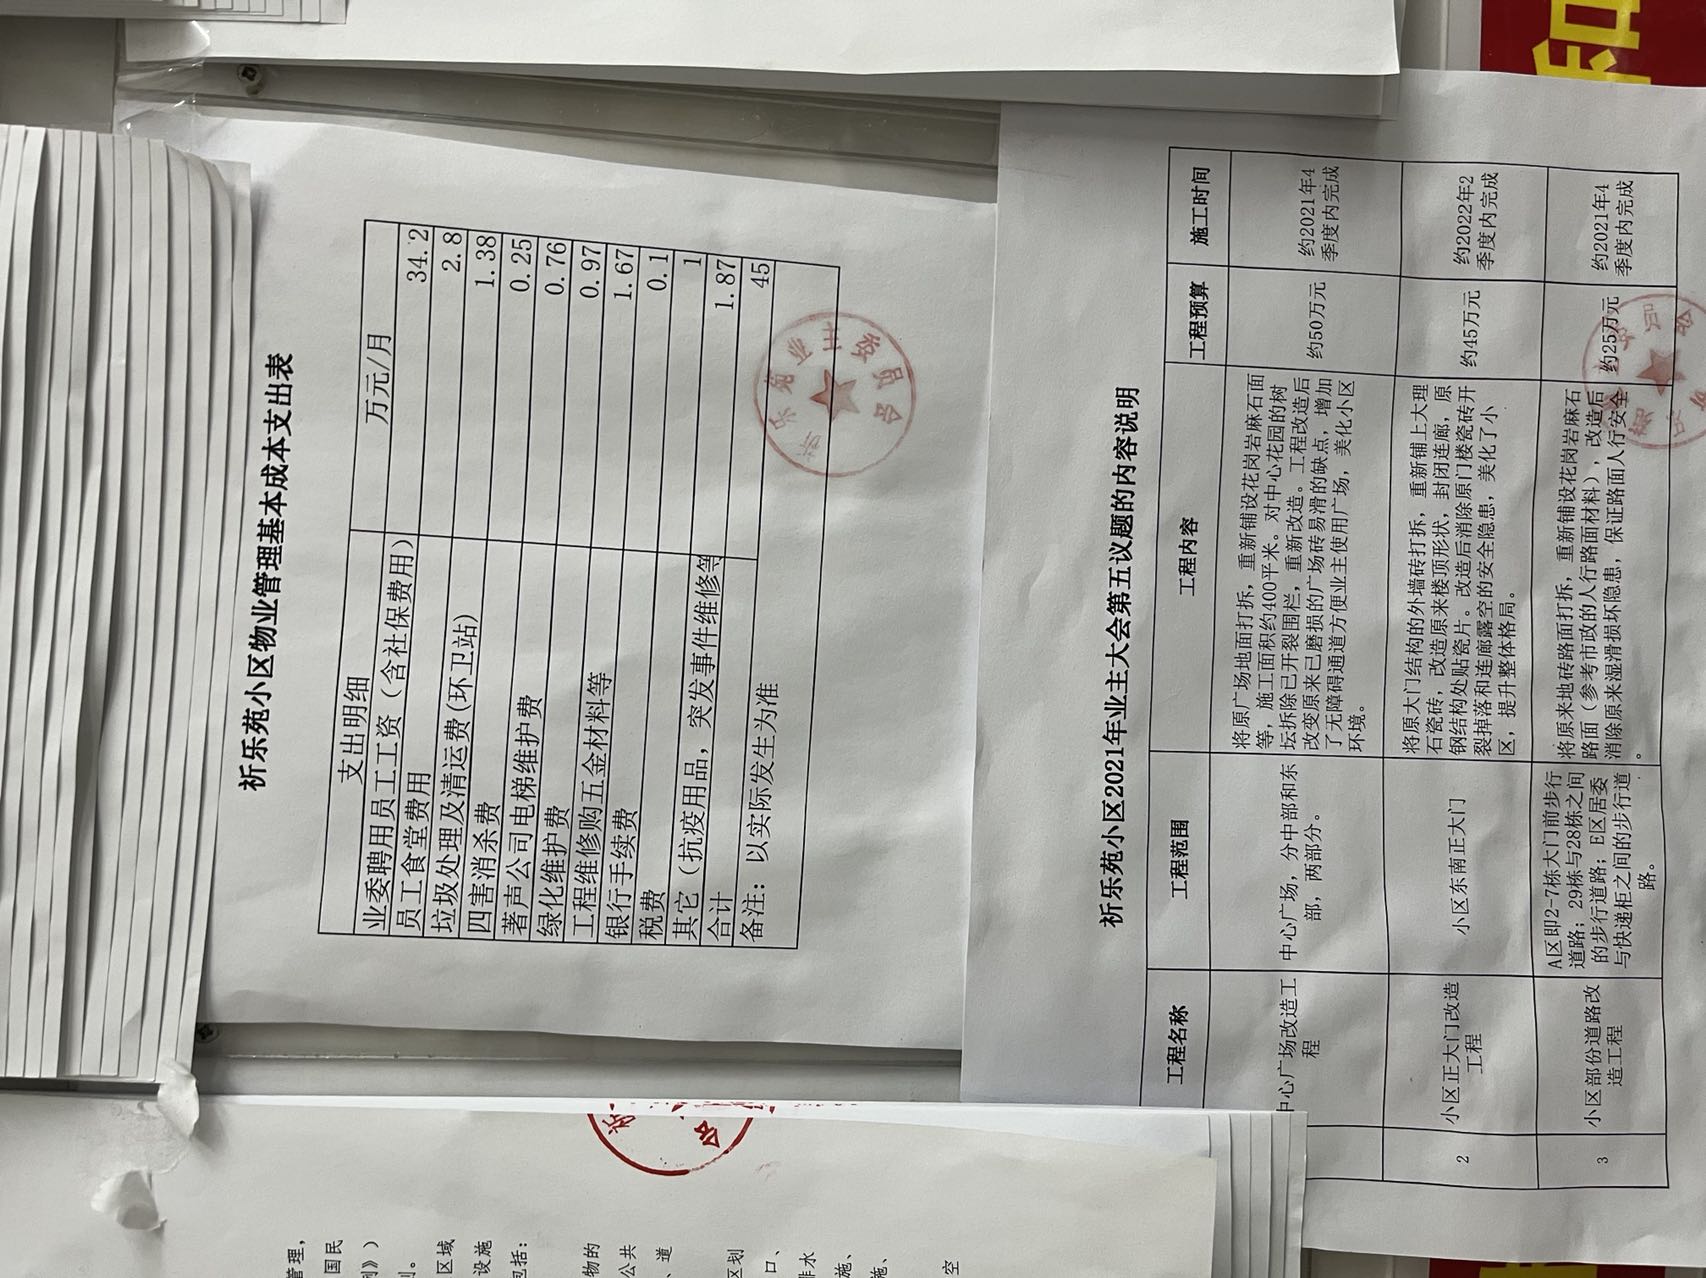 祈乐苑小区物业管理基本成本支出表
支出明细 万元/月
业委聘用员工工资（含社保费用） 34.2
员工食堂费用 2.8
垃圾处理及清运费(环卫站) 1.38
四害消杀费 0.25
著声公司电梯维护费 0.76
绿化维护费 0.97
工程维修购五金材料等 1.67
银行手续费 0.1
税费 1
其它（抗疫用品，突发事件维修等 1.87
合计 45
备注：以实际发生为准
祈乐苑小区2021年业主大会第五议题的内容说明
工程名称 工程范围 工程内容 工程预算 施工时间
中心广场改造工
程
中心广场，分中部和东
部，两部分。
将原广场地面打拆，重新铺设花岗岩麻石面
等，施工面积约400平米。对中心花园的树
坛拆除已开裂围栏，重新改造。工程改造后
改变原来已磨损的广场砖易滑的缺点，增加
了无障碍通道方便业主使用广场，美化小区
环境。
约50万元
约2021年4
季度内完成
2
小区正大门改造
工程
小区东南正大门
将原大门结构的外墙砖打拆，重新铺上大理
石瓷砖，改造原来楼顶形状，封闭连廊，原
钢结构处贴瓷片。改造后消除原门楼瓷砖开
裂掉落和连廊露空的安全隐患，美化了小
区，提升整体格局。
约45万元
约2022年2
季度内完成
3
小区部份道路改
造工程
A区即2-7栋大门前步行
道路；29栋与28栋之间
的步行道路；E区居委
与快递柜之间的步行道
路。
将原来地砖路面打拆，重新铺设花岗岩麻石
路面（参考市政的人行路面材料），改造后
消除原来湿滑损坏隐患，保证路面人行安全
。
约25万元
约2021年4
季度内完成
管理，
国民
》）
。
区域
设施
包括：
物的
公共
、道
区划
口、
排水
施、
施、
空